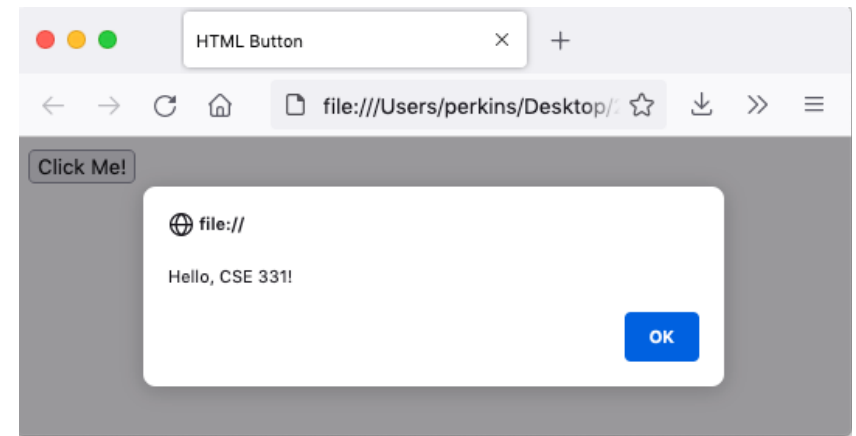 HTML Button
file:///Users/perkins/Desktop/
Click Me!
file://
Hello, CSE 331!
OK